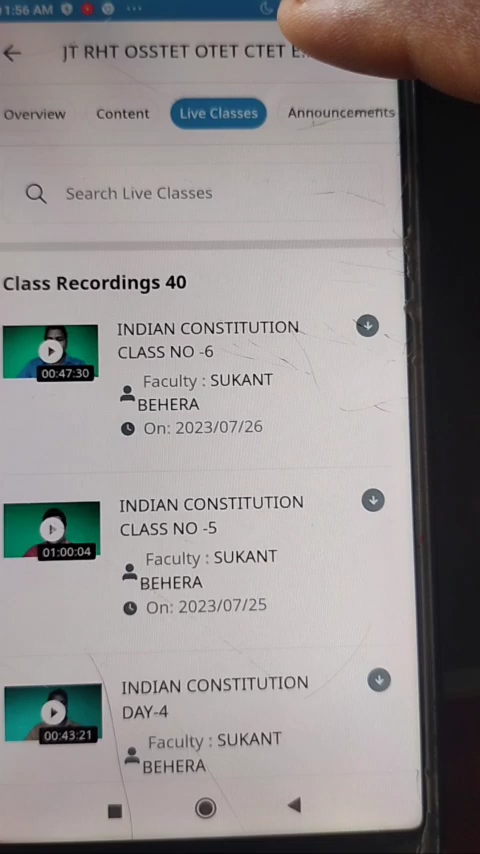 1:56 AM
JT RHT OSSTET OTET CTET E...
Overview Content Live Classes Announcements
Search Live Classes
Class Recordings 40
INDIAN CONSTITUTION
CLASS NO -6
00:47:30
Faculty : SUKANT
BEHERA
On: 2023/07/26
INDIAN CONSTITUTION
CLASS NO -5
01:00:04
Faculty : SUKANT
BEHERA
On: 2023/07/25
INDIAN CONSTITUTION
DAY-4
00:43:21
Faculty : SUKANT
BEHERA